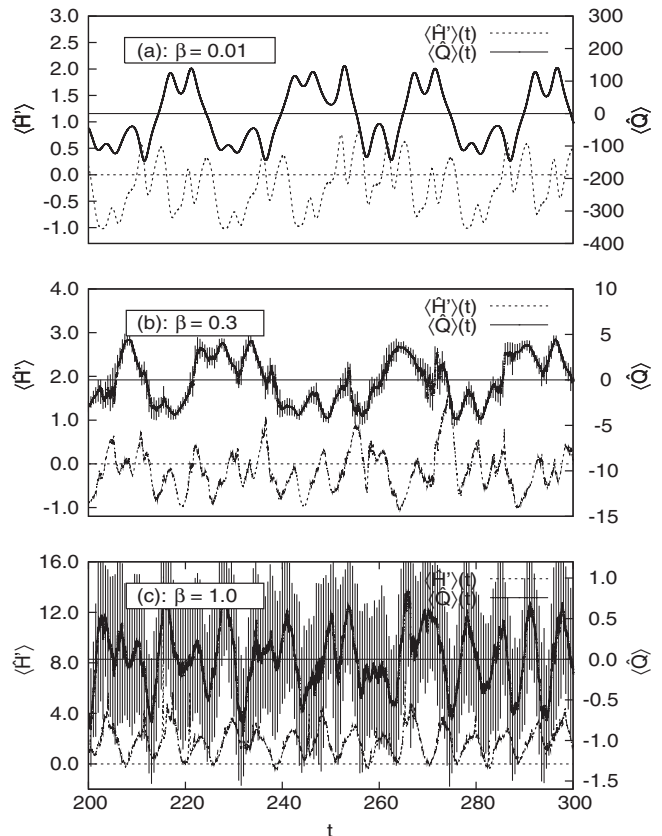 3.0
2.5
2.0
1.5
1.0
0.5
0.0
-0.5
-1.0
⟨Ĥ'⟩
(a): β = 0.01
⟨Ĥ'⟩(t)
⟨Q̂⟩(t)
300
200
100
0
-100
-200
-300
-400
⟨Q̂⟩
4.0
3.0
2.0
1.0
0.0
-1.0
⟨Ĥ'⟩
(b): β = 0.3
⟨Ĥ'⟩(t)
⟨Q̂⟩(t)
10
5
0
-5
-10
-15
⟨Q̂⟩
16.0
12.0
8.0
4.0
0.0
⟨Ĥ'⟩
(c): β = 1.0
⟨Ĥ'⟩(t)
⟨Q̂⟩(t)
1.0
0.5
0.0
-0.5
-1.0
-1.5
⟨Q̂⟩
200 220 240 260 280 300
t